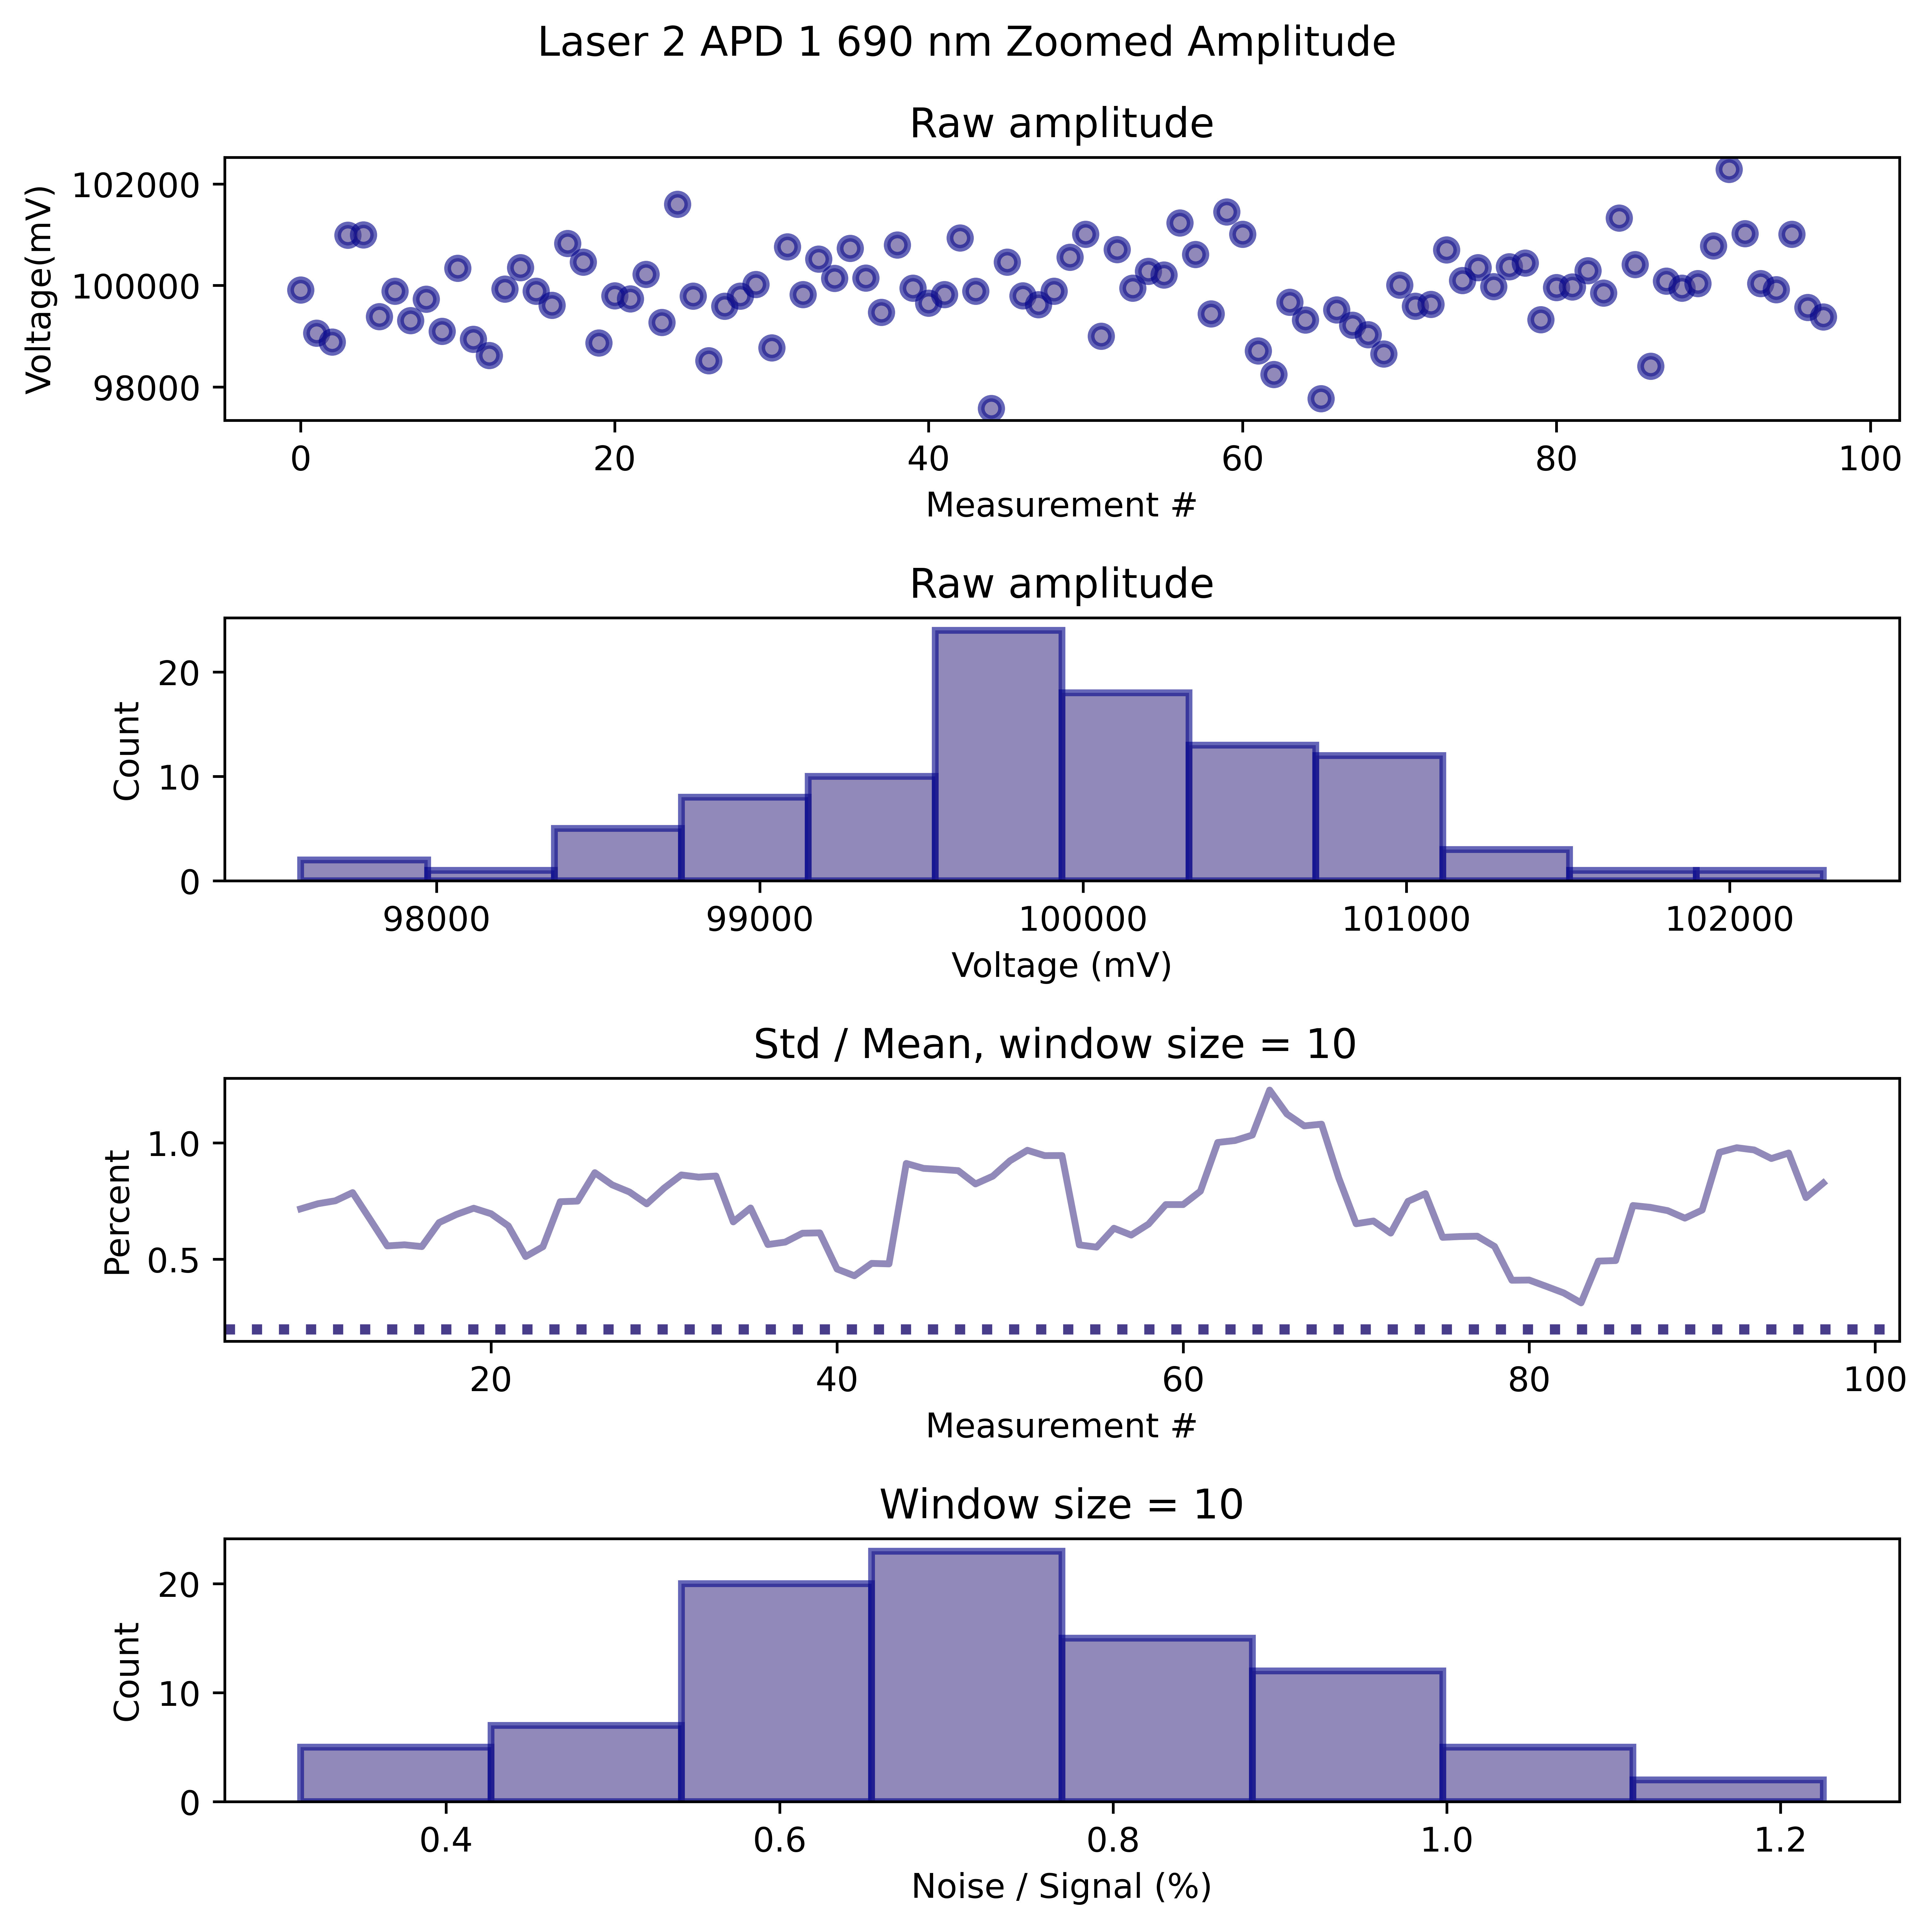 Laser 2 APD 1 690 nm Zoomed Amplitude
Raw amplitude
Voltage(mV)
102000
100000
98000
0 20 40 60 80 100
Measurement #
Raw amplitude
Count
20
10
0
98000 99000 100000 101000 102000
Voltage (mV)
Std / Mean, window size = 10
Percent
1.0
0.5
20 40 60 80 100
Measurement #
Window size = 10
Count
20
10
0
0.4 0.6 0.8 1.0 1.2
Noise / Signal (%)